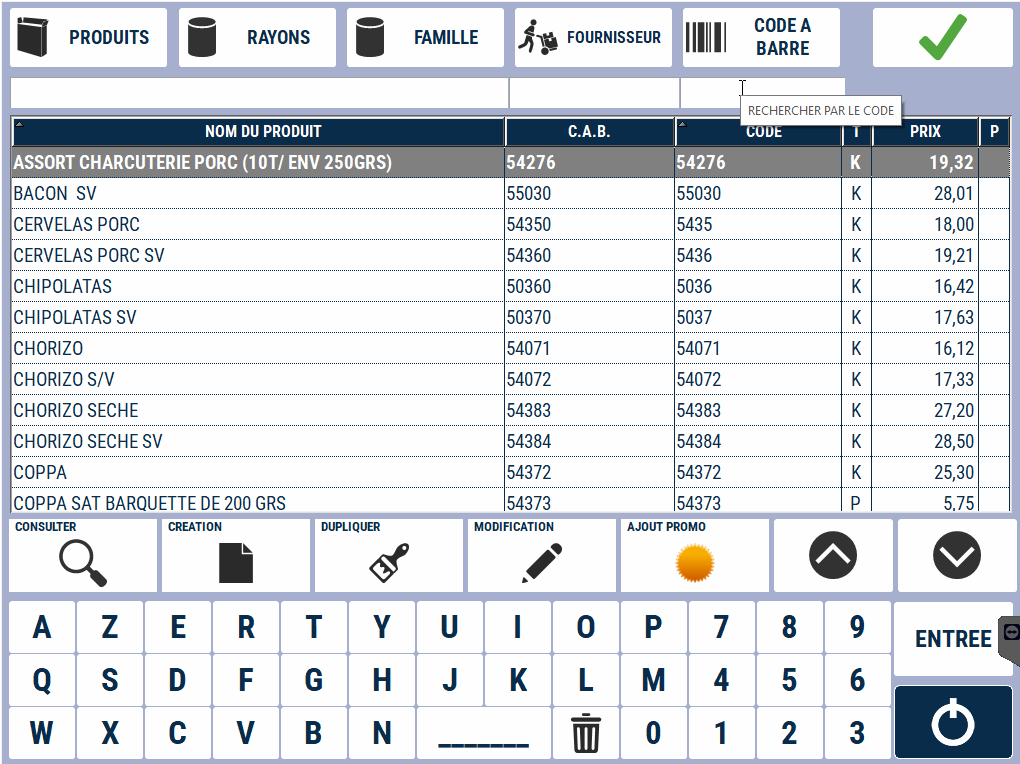 PRODUITS RAYONS FAMILLE FOURNISSEUR CODE A BARRE
RECHERCHER PAR LE CODE
NOM DU PRODUIT C.A.B. CODE T PRIX P
ASSORT CHARCUTERIE PORC (10T/ ENV 250GRS) 54276 54276 K 19,32
BACON SV 55030 55030 K 28,01
CERVELAS PORC 54350 5435 K 18,00
CERVELAS PORC SV 54360 5436 K 19,21
CHIPOLATAS 50360 5036 K 16,42
CHIPOLATAS SV 50370 5037 K 17,63
CHORIZO 54071 54071 K 16,12
CHORIZO S/V 54072 54072 K 17,33
CHORIZO SECHE 54383 54383 K 27,20
CHORIZO SECHE SV 54384 54384 K 28,50
COPPA 54372 54372 K 25,30
COPPA SAT BARQUETTE DE 200 GRS 54373 54373 P 5,75
CONSULTER CREATION DUPLIQUER MODIFICATION AJOUT PROMO
A Z E R T Y U I O P 7 8 9 ENTREE
Q S D F G H J K L M 4 5 6
W X C V B N _______ 0 1 2 3